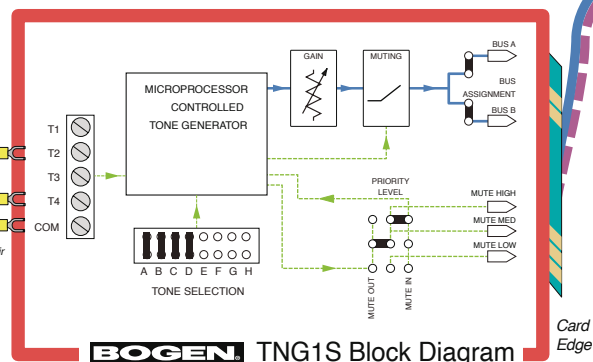 GAIN
MUTING
BUS A
BUS
ASSIGNMENT
BUS B
MICROPROCESSOR
CONTROLLED
TONE GENERATOR
T1
T2
T3
T4
COM
PRIORITY
LEVEL
MUTE HIGH
MUTE MED
MUTE LOW
MUTE OUT
MUTE IN
A B C D E F G H
TONE SELECTION
BOGEN. TNG1S Block Diagram
Card
Edge